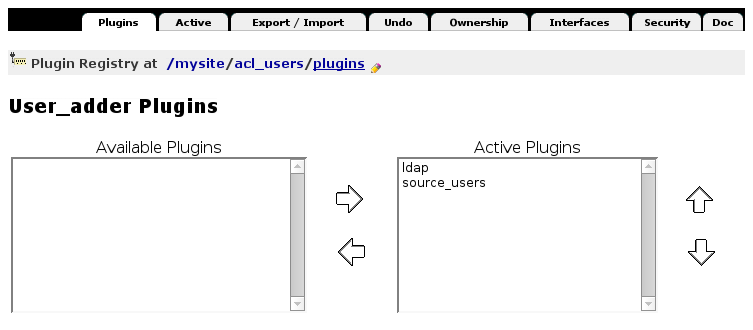 Plugins Active Export / Import Undo Ownership Interfaces Security Doc
Plugin Registry at /mysite/acl_users/plugins
User_adder Plugins
Available Plugins Active Plugins
ldap
source_users